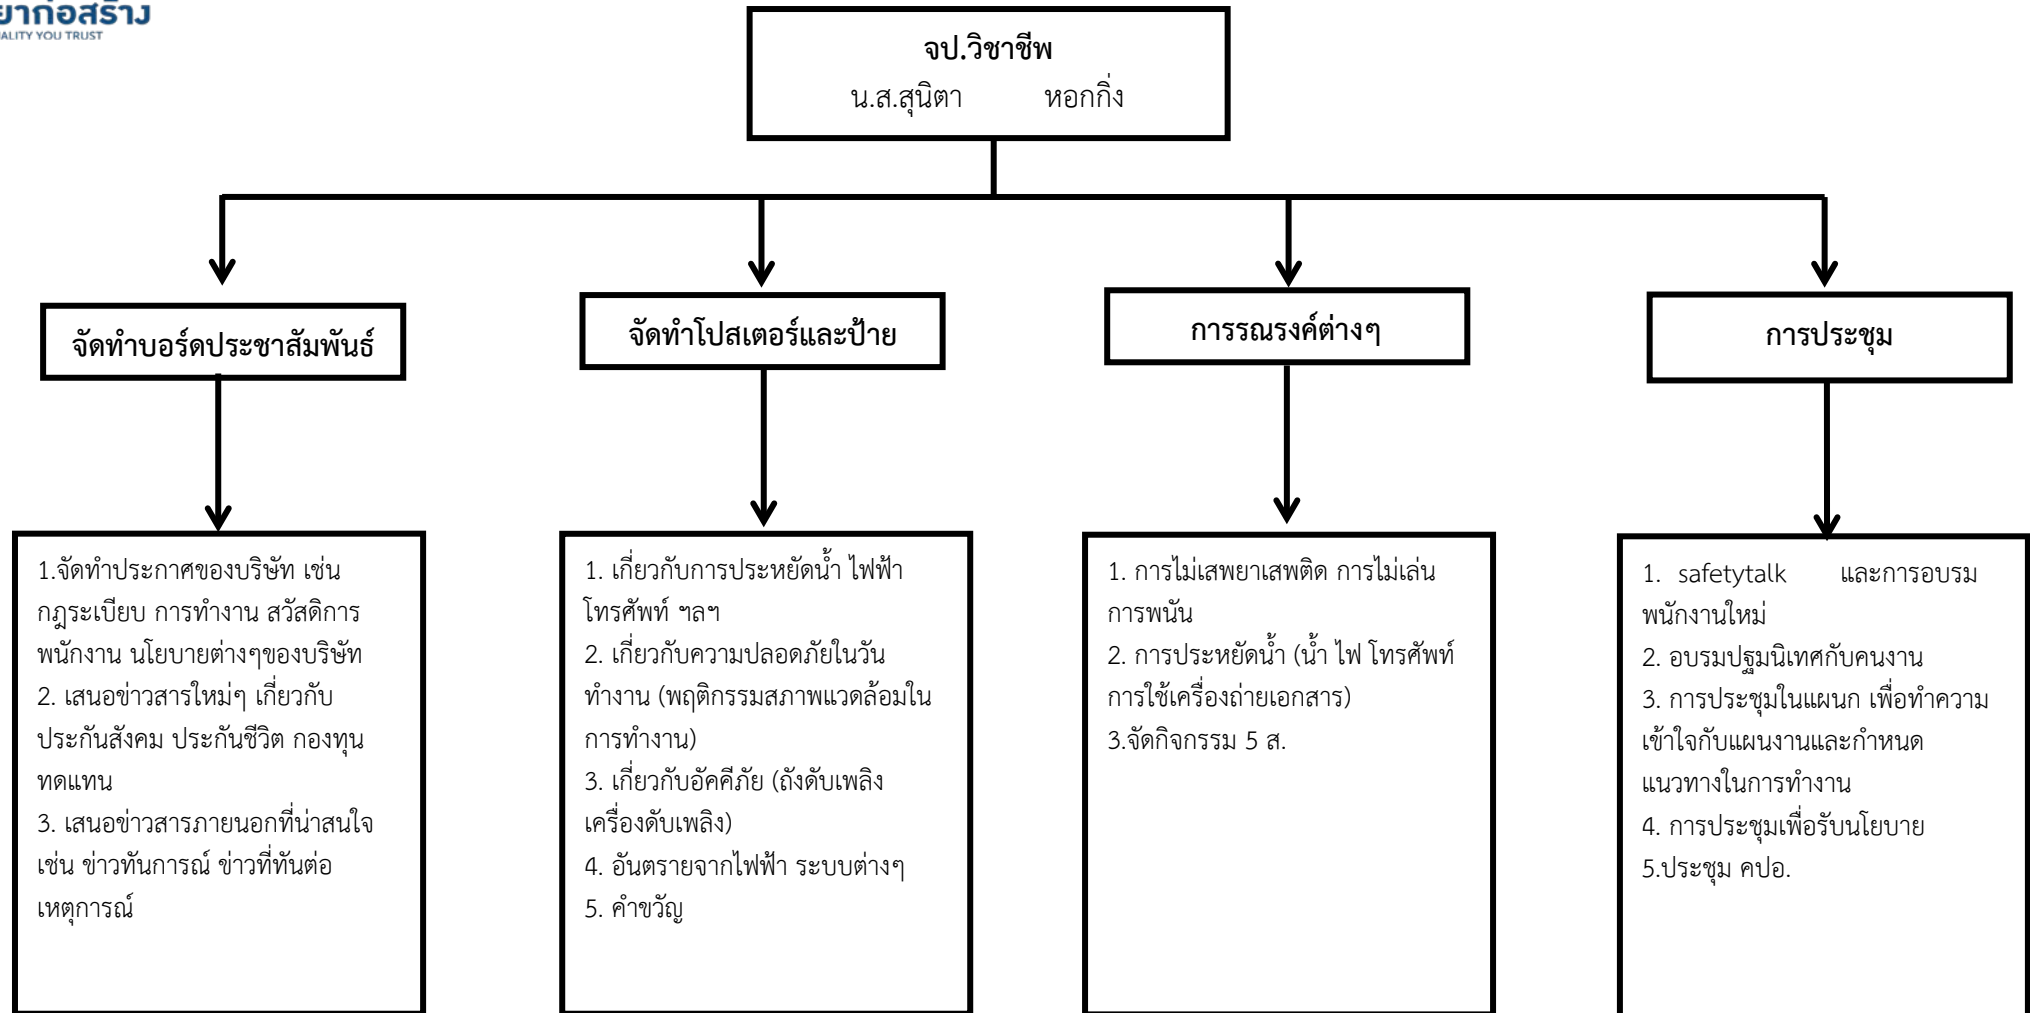 จป.วิชาชีพ
น.ส.สุนิตา หอกกิ่ง
จัดทำบอร์ดประชาสัมพันธ์
จัดทำโปสเตอร์และป้าย
การรณรงค์ต่างๆ
การประชุม
1.จัดทำประกาศของบริษัท เช่น
กฎระเบียบ การทำงาน สวัสดิการ
พนักงาน นโยบายต่างๆของบริษัท
2. เสนอข่าวสารใหม่ๆ เกี่ยวกับ
ประกันสังคม ประกันชีวิต กองทุน
ทดแทน
3. เสนอข่าวสารภายนอกที่น่าสนใจ
เช่น ข่าวทันการณ์ ข่าวที่ทันต่อ
เหตุการณ์
1. เกี่ยวกับการประหยัดน้ำ ไฟฟ้า
โทรศัพท์ ฯลฯ
2. เกี่ยวกับความปลอดภัยในวัน
ทำงาน (พฤติกรรมสภาพแวดล้อมใน
การทำงาน)
3. เกี่ยวกับอัคคีภัย (ถังดับเพลิง
เครื่องดับเพลิง)
4. อันตรายจากไฟฟ้า ระบบต่างๆ
5. คำขวัญ
1. การไม่เสพยาเสพติด การไม่เล่น
การพนัน
2. การประหยัดน้ำ (น้ำ ไฟ โทรศัพท์
การใช้เครื่องถ่ายเอกสาร)
3.จัดกิจกรรม 5 ส.
1. safetytalk และการอบรม
พนักงานใหม่
2. อบรมปฐมนิเทศกับคนงาน
3. การประชุมในแผนก เพื่อทำความ
เข้าใจกับแผนงานและกำหนด
แนวทางในการทำงาน
4. การประชุมเพื่อรับนโยบาย
5.ประชุม คปอ.
YOU TRUST